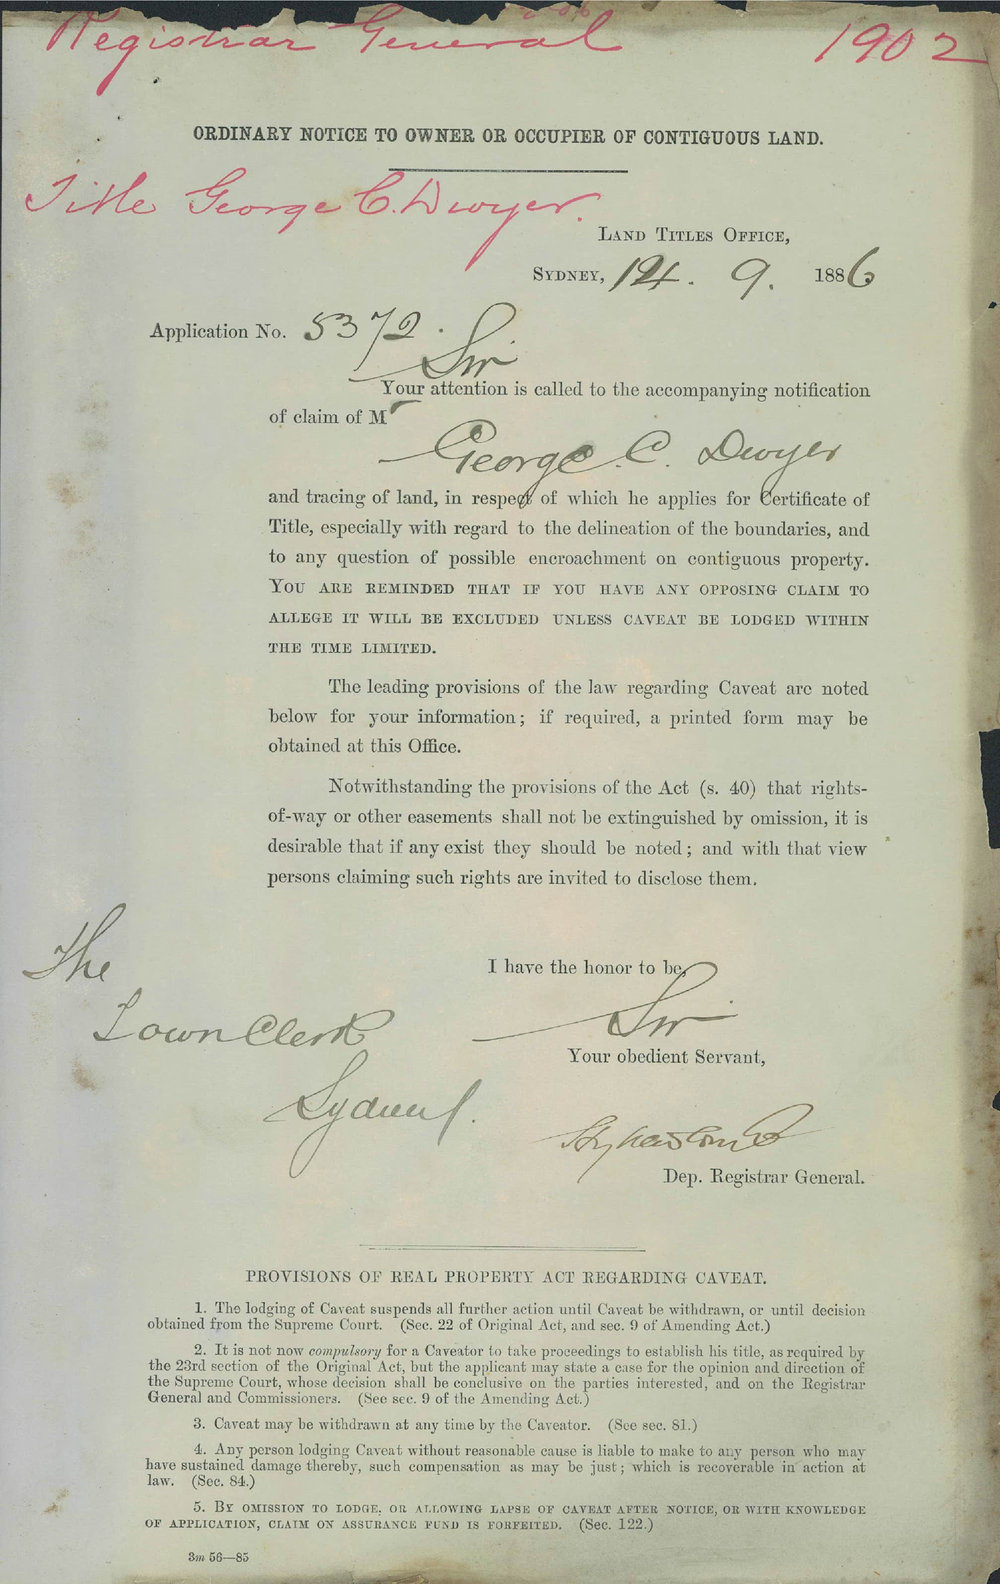 Registrar General 1902
ORDINARY NOTICE TO OWNER OR OCCUPIER OF CONTIGUOUS LAND.
Title George C. Dwyer.
LAND TITLES OFFICE,
SYDNEY, 14. 9. 1886
Application No. 5372.
Sir
Your attention is called to the accompanying notification
of claim of Mr
George. C. Dwyer
and tracing of land, in respect of which he applies for Certificate of
Title, especially with regard to the delineation of the boundaries, and
to any question of possible encroachment on contiguous property.
YOU ARE REMINDED THAT IF YOU HAVE ANY OPPOSING CLAIM TO
ALLEGE IT WILL BE EXCLUDED UNLESS CAVEAT BE LODGED WITHIN
THE TIME LIMITED.
The leading provisions of the law regarding Caveat are noted
below for your information; if required, a printed form may be
obtained at this Office.
Notwithstanding the provisions of the Act (s. 40) that rights-
of-way or other easements shall not be extinguished by omission, it is
desirable that if any exist they should be noted; and with that view
persons claiming such rights are invited to disclose them.
I have the honor to be,
Sir
Your obedient Servant,
Dep. Registrar General.
The
Town Clerk
Sydney.
PROVISIONS OF REAL PROPERTY ACT REGARDING CAVEAT.
1. The lodging of Caveat suspends all further action until Caveat be withdrawn, or until decision
obtained from the Supreme Court. (Sec. 22 of Original Act, and sec. 9 of Amending Act.)
2. It is not now compulsory for a Caveator to take proceedings to establish his title, as required by
the 23rd section of the Original Act, but the applicant may state a case for the opinion and direction of
the Supreme Court, whose decision shall be conclusive on the parties interested, and on the Registrar
General and Commissioners. (See sec. 9 of the Amending Act.)
3. Caveat may be withdrawn at any time by the Caveator. (See sec. 81.)
4. Any person lodging Caveat without reasonable cause is liable to make to any person who may
have sustained damage thereby, such compensation as may be just; which is recoverable in action at
law. (Sec. 84.)
5. BY OMISSION TO LODGE, OR ALLOWING LAPSE OF CAVEAT AFTER NOTICE, OR WITH KNOWLEDGE
OF APPLICATION, CLAIM ON ASSURANCE FUND IS FORFEITED. (Sec. 122.)
3m 56—85